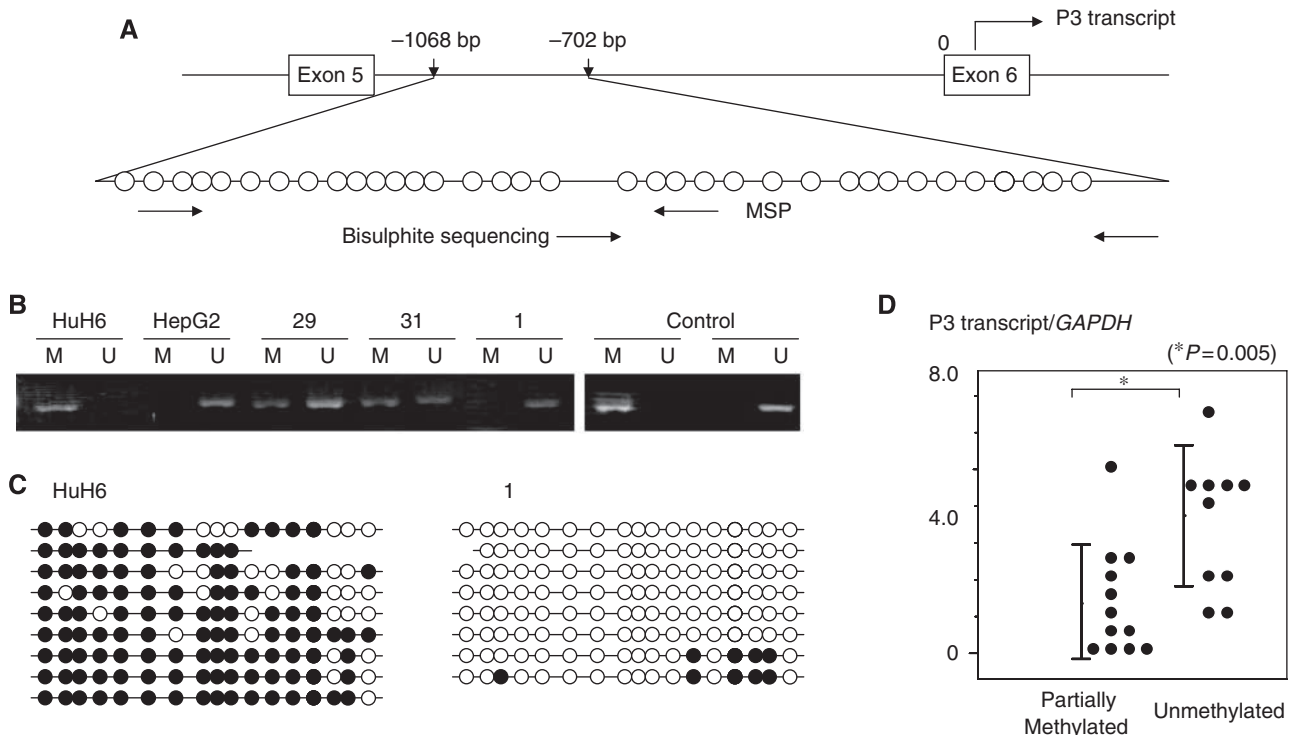 A
–1068 bp
–702 bp
0
P3 transcript
Exon 5
Exon 6
MSP
Bisulphite sequencing
B
HuH6 HepG2 29 31 1 Control
M U M U M U M U M U M U M U
C
HuH6
1
D
P3 transcript/GAPDH
(*P=0.005)
8.0
*
4.0
0
Partially
Methylated
Unmethylated